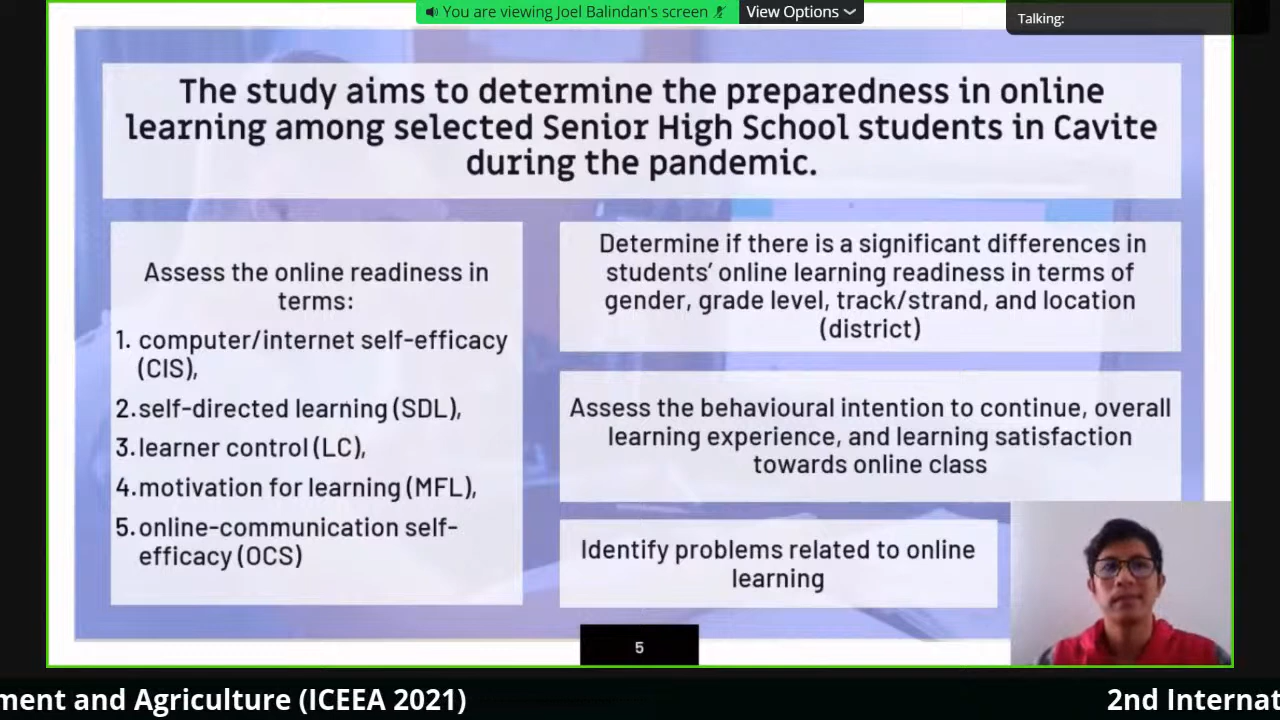 You are viewing Joel Balindan's screen
View Options
Talking:
The study aims to determine the preparedness in online
learning among selected Senior High School students in Cavite
during the pandemic.
Assess the online readiness in
terms:
1. computer/internet self-efficacy
(CIS),
2. self-directed learning (SDL),
3. learner control (LC),
4. motivation for learning (MFL),
5. online-communication self-
efficacy (OCS)
Determine if there is a significant differences in
students' online learning readiness in terms of
gender, grade level, track/strand, and location
(district)
Assess the behavioural intention to continue, overall
learning experience, and learning satisfaction
towards online class
Identify problems related to online
learning
5
ment and Agriculture (ICEEA 2021)
2nd Internat